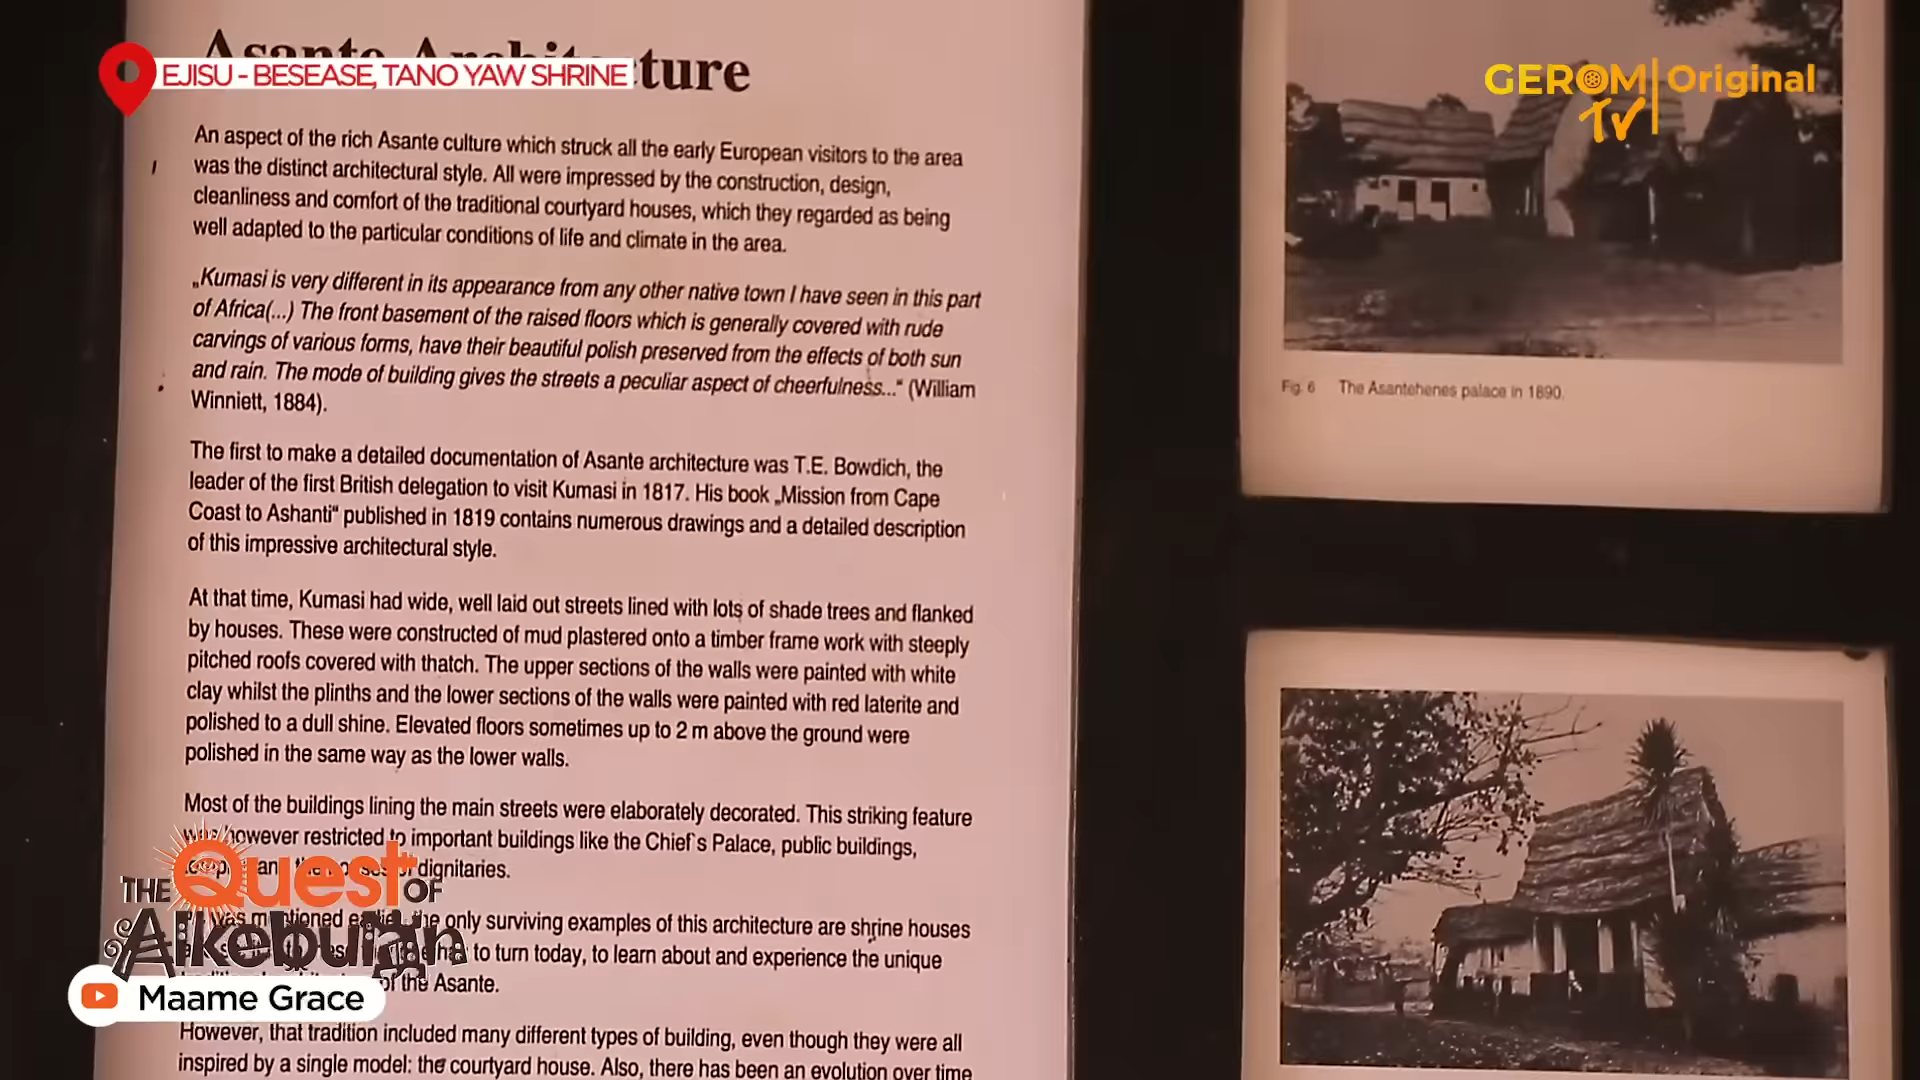 Asante Architecture
EJISU - BESEASE, TANO YAW SHRINE
GEROM TV | Original
An aspect of the rich Asante culture which struck all the early European visitors to the area
was the distinct architectural style. All were impressed by the construction, design,
cleanliness and comfort of the traditional courtyard houses, which they regarded as being
well adapted to the particular conditions of life and climate in the area.
„Kumasi is very different in its appearance from any other native town I have seen in this part
of Africa(...) The front basement of the raised floors which is generally covered with rude
carvings of various forms, have their beautiful polish preserved from the effects of both sun
and rain. The mode of building gives the streets a peculiar aspect of cheerfulness...“ (William
Winniett, 1884).
The first to make a detailed documentation of Asante architecture was T.E. Bowdich, the
leader of the first British delegation to visit Kumasi in 1817. His book „Mission from Cape
Coast to Ashanti“ published in 1819 contains numerous drawings and a detailed description
of this impressive architectural style.
At that time, Kumasi had wide, well laid out streets lined with lots of shade trees and flanked
by houses. These were constructed of mud plastered onto a timber frame work with steeply
pitched roofs covered with thatch. The upper sections of the walls were painted with white
clay whilst the plinths and the lower sections of the walls were painted with red laterite and
polished to a dull shine. Elevated floors sometimes up to 2 m above the ground were
polished in the same way as the lower walls.
Most of the buildings lining the main streets were elaborately decorated. This striking feature
was however restricted to important buildings like the Chief`s Palace, public buildings,
dignitaries.
was mentioned earlier the only surviving examples of this architecture are shrine houses
to turn today, to learn about and experience the unique
of the Asante.
However, that tradition included many different types of building, even though they were all
inspired by a single model: the courtyard house. Also, there has been an evolution over time
Fig. 6 The Asantehenes palace in 1890.
THE Quest OF
Alkebulan
Maame Grace